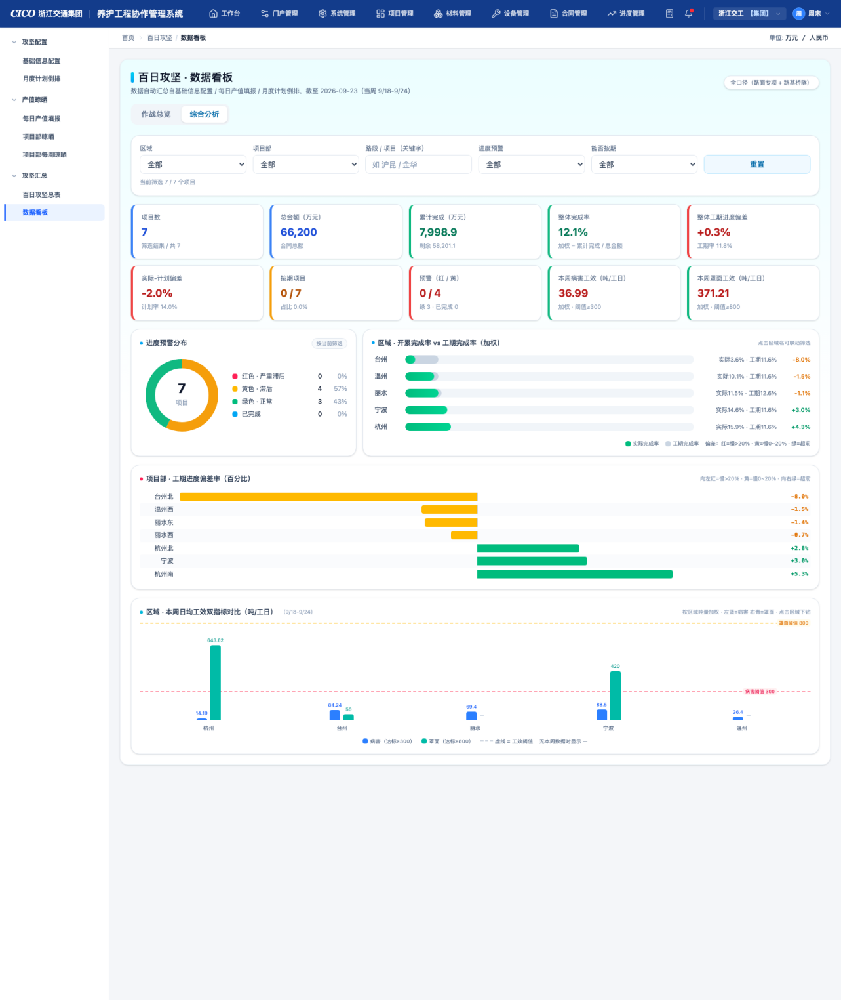 CICO 浙江交通集团 养护工程协作管理系统 工作台 门户管理 系统管理 项目管理 材料管理 设备管理 合同管理 进度管理 浙江交工 【集团】 周 周末
攻坚配置
基础信息配置
月度计划倒排
产值晾晒
每日产值填报
项目部晾晒
项目部每周晾晒
攻坚汇总
百日攻坚总表
数据看板
首页 百日攻坚 / 数据看板 单位: 万元 / 人民币
百日攻坚 · 数据看板
数据自动汇总自基础信息配置 / 每日产值填报 / 月度计划倒排，截至 2026-09-23（当周 9/18-9/24）
全口径（路面专项 + 路基桥隧）
作战总览 综合分析
区域 项目部 路段 / 项目（关键字） 进度预警 能否按期
全部 全部 如 沪昆 / 金华 全部 全部 重置
当前筛选 7 / 7 个项目
项目数 总金额（万元） 累计完成（万元） 整体完成率 整体工期进度偏差
7 66,200 7,998.9 12.1% +0.3%
筛选结果 / 共 7 合同总额 剩余 58,201.1 加权 = 累计完成 / 总金额 工期率 11.8%
实际-计划偏差 按期项目 预警（红 / 黄） 本周病害工效（吨/工日） 本周罩面工效（吨/工日）
-2.0% 0 / 7 0 / 4 36.99 371.21
计划率 14.0% 占比 0.0% 绿 3 · 已完成 0 加权 · 阈值≥300 加权 · 阈值≥800
进度预警分布 按当前筛选
7
项目
红色 · 严重滞后 0 0%
黄色 · 滞后 4 57%
绿色 · 正常 3 43%
已完成 0 0%
区域 · 开累完成率 vs 工期完成率（加权） 点击区域名可联动筛选
台州 实际3.6% · 工期11.6% -8.0%
温州 实际10.1% · 工期11.6% -1.5%
丽水 实际11.5% · 工期12.6% -1.1%
宁波 实际14.6% · 工期11.6% +3.0%
杭州 实际15.9% · 工期11.6% +4.3%
实际完成率 工期完成率 偏差：红=慢>20% · 黄=慢0~20% · 绿=超前
项目部 · 工期进度偏差率（百分比） 向左红=慢>20% · 黄=慢0~20% · 向右绿=超前
台州北 -8.0%
温州西 -1.5%
丽水东 -1.4%
丽水西 -0.7%
杭州北 +2.8%
宁波 +3.0%
杭州南 +5.3%
区域 · 本周日均工效双指标对比（吨/工日） (9/18-9/24) 按区域吨量加权 · 左蓝=病害 右青=罩面 · 点击区域下钻
罩面阈值 800
643.62
420
病害阈值 300
14.19 84.24 50 69.4 — 88.5 26.4 —
杭州 台州 丽水 宁波 温州
病害（达标≥300） 罩面（达标≥800） 虚线 = 工效阈值 无本周数据时显示 —